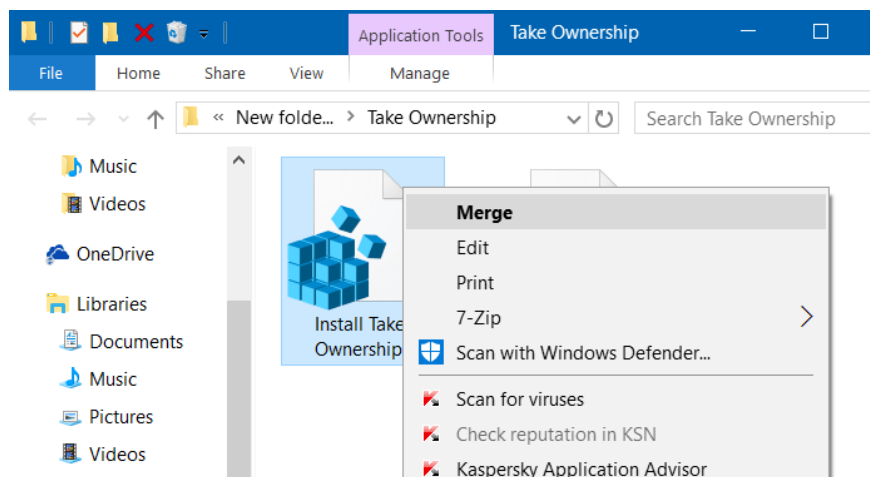 Application Tools
Take Ownership
File
Home
Share
View
Manage
« New folde... > Take Ownership
Search Take Ownership
Music
Videos
OneDrive
Libraries
Documents
Music
Pictures
Videos
Install Take
Ownership
Merge
Edit
Print
7-Zip
Scan with Windows Defender...
Scan for viruses
Check reputation in KSN
Kaspersky Application Advisor